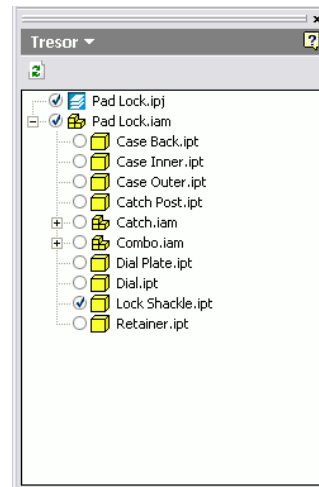 Tresor
Pad Lock.ipj
Pad Lock.iam
Case Back.ipt
Case Inner.ipt
Case Outer.ipt
Catch Post.ipt
Catch.iam
Combo.iam
Dial Plate.ipt
Dial.ipt
Lock Shackle.ipt
Retainer.ipt